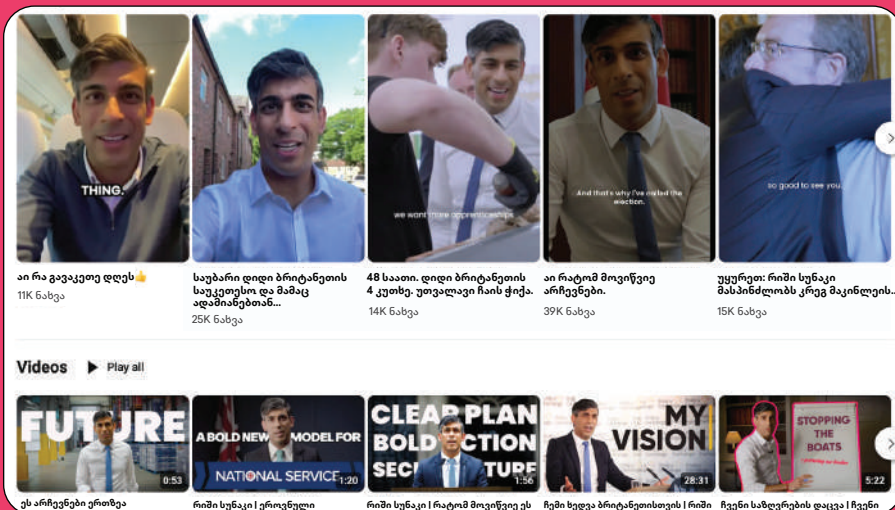 THING.
we want more apprenticeships
And that's why I've called the
election.
so good to see you.
აი რა გავაკეთე დღეს👍
11K ნახვა
საუბარი დიდი ბრიტანეთის
საუკეთესო და მამაც
ადამიანებთან...
25K ნახვა
48 საათი. დიდი ბრიტანეთის
4 კუთხე. უთვალავი ჩაის ჭიქა.
14K ნახვა
აი რატომ მოვიწვიე
არჩევნები.
39K ნახვა
უყურეთ: რიში სუნაკი
მასპინძლობს კრეგ მაკინლეის..
15K ნახვა
Videos Play all
FUTURE
0:53
A BOLD NEW MODEL FOR
NATIONAL SERVICE
1:20
CLEAR PLAN
BOLD ACTION
SECURE FUTURE
1:56
MY
VISION
28:31
STOPPING
THE
BOATS
5:22
ეს არჩევნები ერთზეა
რიში სუნაკი | ეროვნული
რიში სუნაკი | რატომ მოვიწვიე ეს
ჩემი ხედვა ბრიტანეთისთვის | რიში
ჩვენი საზღვრების დაცვა | ჩვენი